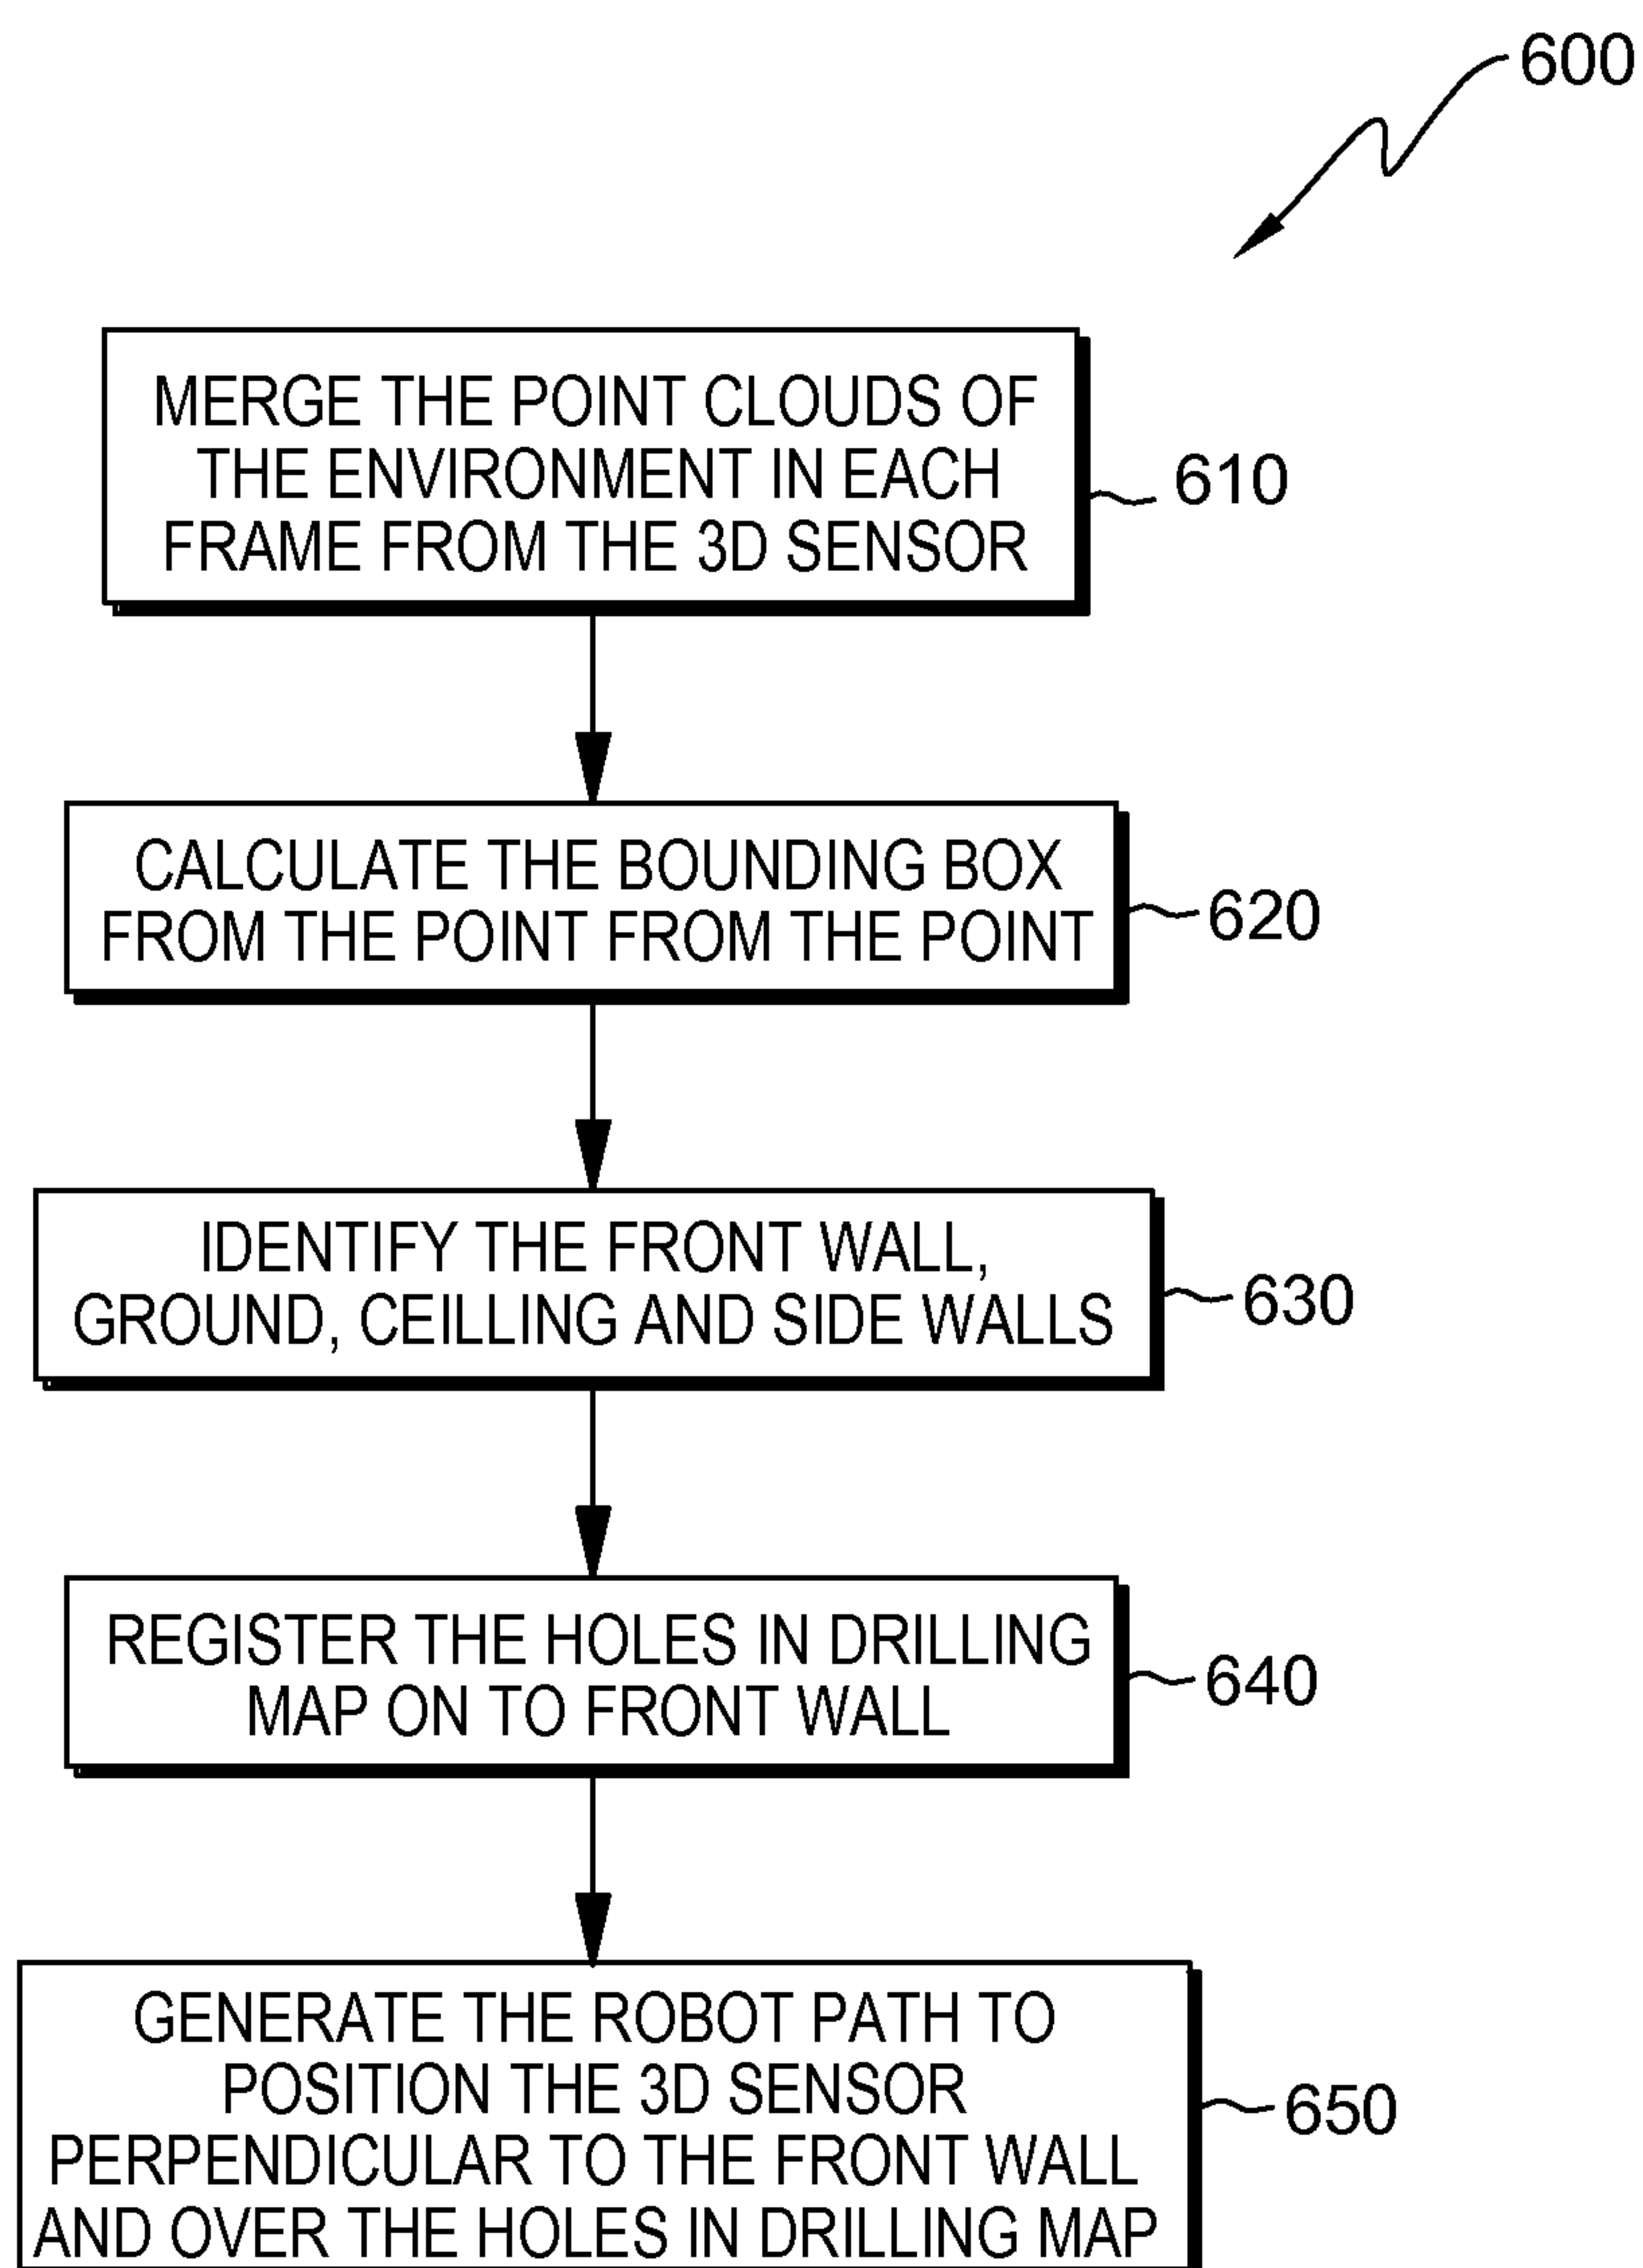 600
MERGE THE POINT CLOUDS OF
THE ENVIRONMENT IN EACH
FRAME FROM THE 3D SENSOR
610
CALCULATE THE BOUNDING BOX
FROM THE POINT FROM THE POINT
620
IDENTIFY THE FRONT WALL,
GROUND, CEILLING AND SIDE WALLS
630
REGISTER THE HOLES IN DRILLING
MAP ON TO FRONT WALL
640
GENERATE THE ROBOT PATH TO
POSITION THE 3D SENSOR
PERPENDICULAR TO THE FRONT WALL
AND OVER THE HOLES IN DRILLING MAP
650